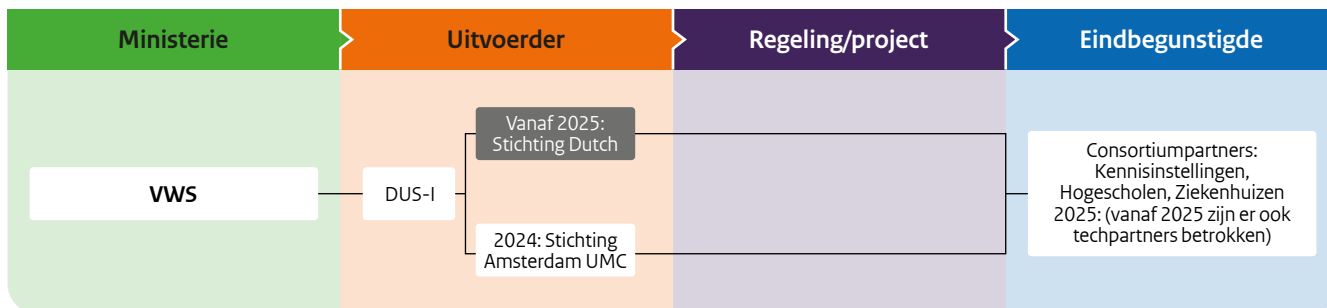 Ministerie
Uitvoerder
Regeling/project
Eindbegunstigde
VWS
DUS-I
Vanaf 2025:
Stichting Dutch
2024: Stichting
Amsterdam UMC
Consortiumpartners:
Kennisinstellingen,
Hogescholen, Ziekenhuizen
2025: (vanaf 2025 zijn er ook
techpartners betrokken)